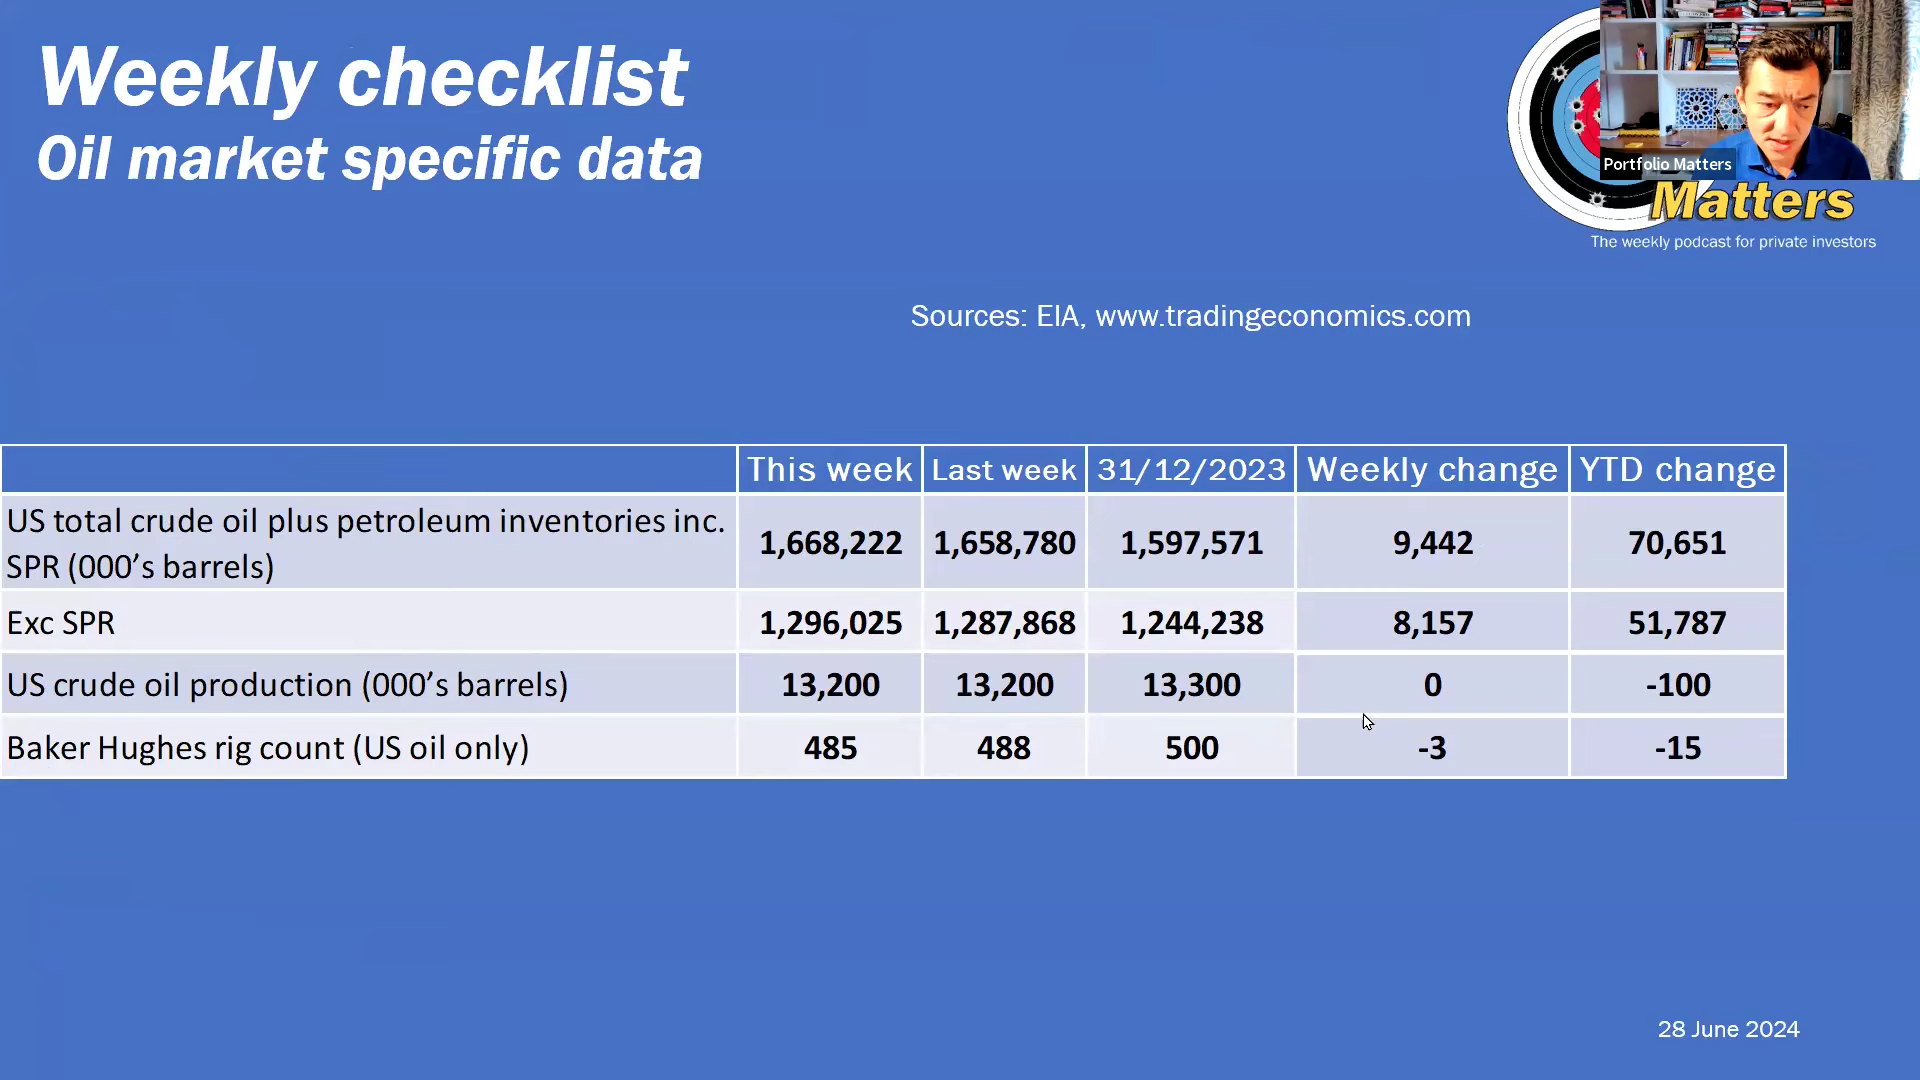 Weekly checklist
Oil market specific data
Portfolio Matters
Matters
The weekly podcast for private investors
Sources: EIA, www.tradingeconomics.com
This week Last week 31/12/2023 Weekly change YTD change
US total crude oil plus petroleum inventories inc.
SPR (000’s barrels) 1,668,222 1,658,780 1,597,571 9,442 70,651
Exc SPR 1,296,025 1,287,868 1,244,238 8,157 51,787
US crude oil production (000’s barrels) 13,200 13,200 13,300 0 -100
Baker Hughes rig count (US oil only) 485 488 500 -3 -15
28 June 2024